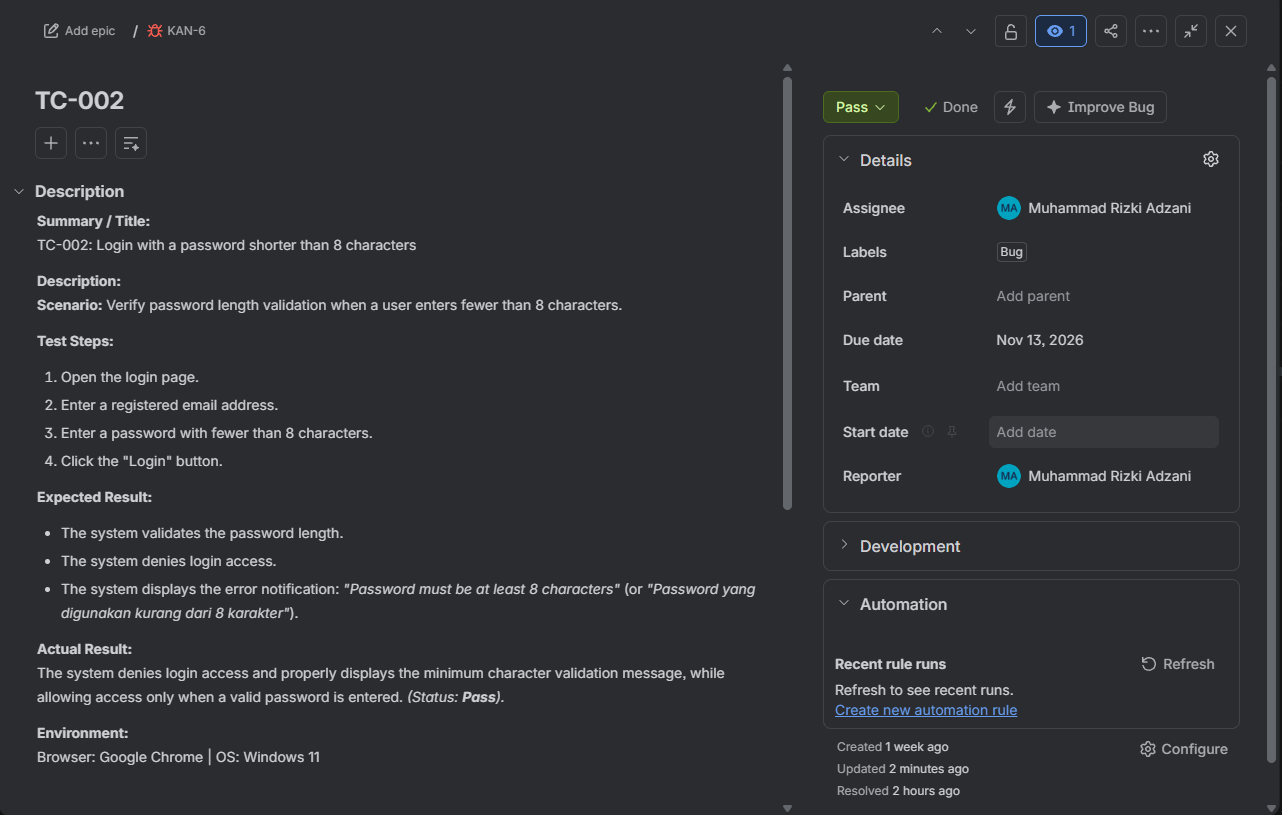 Add epic / KAN-6
1
TC-002
Description
Summary / Title:
TC-002: Login with a password shorter than 8 characters
Description:
Scenario: Verify password length validation when a user enters fewer than 8 characters.
Test Steps:
1. Open the login page.
2. Enter a registered email address.
3. Enter a password with fewer than 8 characters.
4. Click the "Login" button.
Expected Result:
• The system validates the password length.
• The system denies login access.
• The system displays the error notification: "Password must be at least 8 characters" (or "Password yang
digunakan kurang dari 8 karakter").
Actual Result:
The system denies login access and properly displays the minimum character validation message, while
allowing access only when a valid password is entered. (Status: Pass).
Environment:
Browser: Google Chrome | OS: Windows 11
Pass
Done
Improve Bug
Details
Assignee MA Muhammad Rizki Adzani
Labels Bug
Parent Add parent
Due date Nov 13, 2026
Team Add team
Start date Add date
Reporter MA Muhammad Rizki Adzani
Development
Automation
Recent rule runs Refresh
Refresh to see recent runs.
Create new automation rule
Created 1 week ago Configure
Updated 2 minutes ago
Resolved 2 hours ago